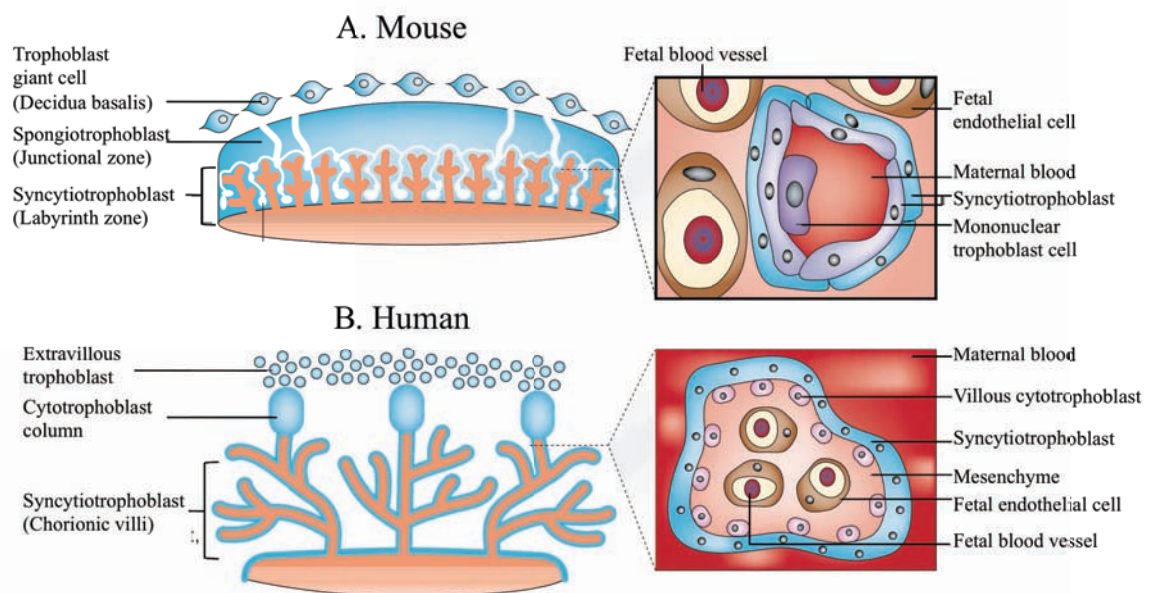 A. Mouse
Trophoblast
giant cell
(Decidua basalis)
Spongiotrophoblast
(Junctional zone)
Syncytiotrophoblast
(Labyrinth zone)
Fetal blood vessel
Fetal
endothelial cell
Maternal blood
Syncytiotrophoblast
Mononuclear
trophoblast cell
B. Human
Extravillous
trophoblast
Cytotrophoblast
column
Syncytiotrophoblast
(Chorionic villi)
Maternal blood
Villous cytotrophoblast
Syncytiotrophoblast
Mesenchyme
Fetal endothelial cell
Fetal blood vessel